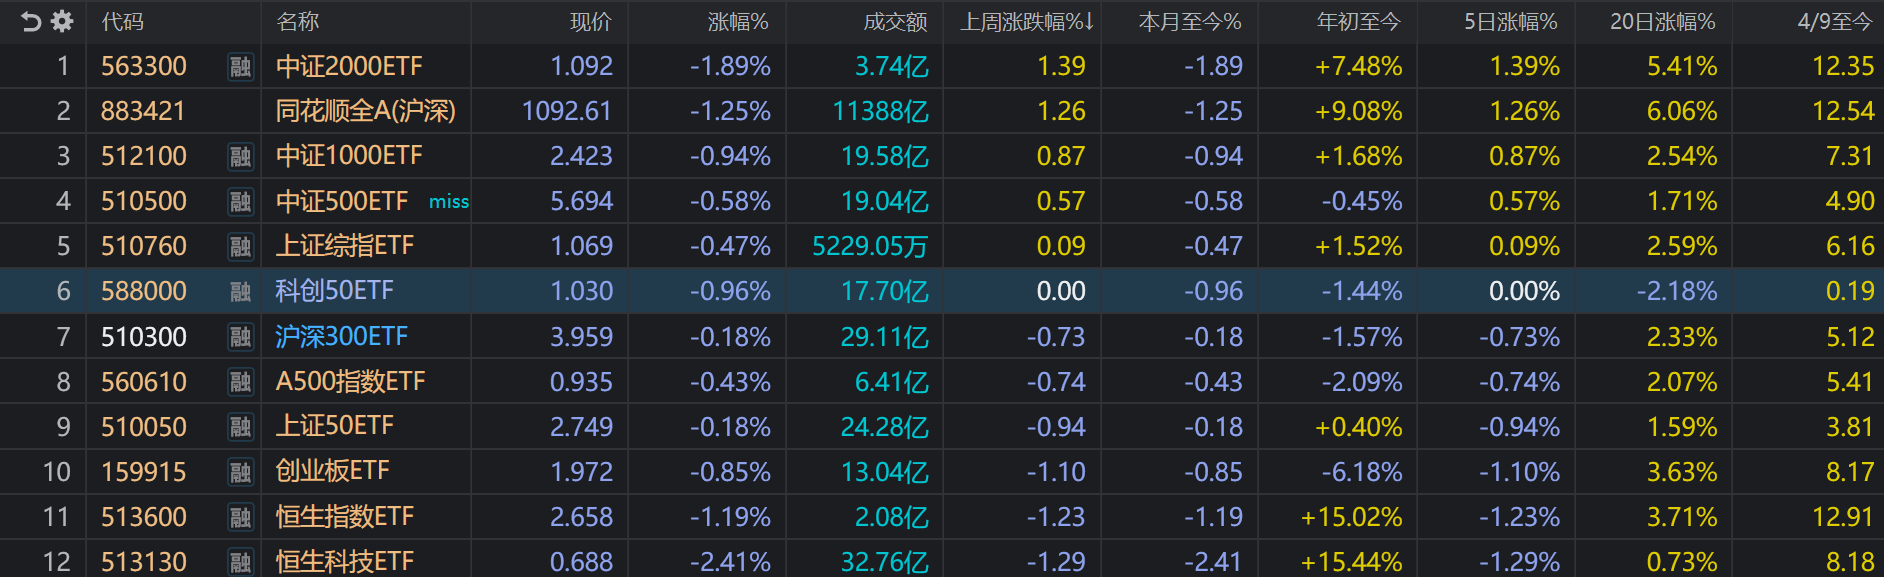 代码 名称 现价 涨幅% 成交额 上周涨跌幅%↓ 本月至今% 年初至今 5日涨幅% 20日涨幅% 4/9至今
1 563300 融 中证2000ETF 1.092 -1.89% 3.74亿 1.39 -1.89 +7.48% 1.39% 5.41% 12.35
2 883421 同花顺全A(沪深) 1092.61 -1.25% 11388亿 1.26 -1.25 +9.08% 1.26% 6.06% 12.54
3 512100 融 中证1000ETF 2.423 -0.94% 19.58亿 0.87 -0.94 +1.68% 0.87% 2.54% 7.31
4 510500 融 中证500ETF miss 5.694 -0.58% 19.04亿 0.57 -0.58 -0.45% 0.57% 1.71% 4.90
5 510760 融 上证综指ETF 1.069 -0.47% 5229.05万 0.09 -0.47 +1.52% 0.09% 2.59% 6.16
6 588000 融 科创50ETF 1.030 -0.96% 17.70亿 0.00 -0.96 -1.44% 0.00% -2.18% 0.19
7 510300 融 沪深300ETF 3.959 -0.18% 29.11亿 -0.73 -0.18 -1.57% -0.73% 2.33% 5.12
8 560610 融 A500指数ETF 0.935 -0.43% 6.41亿 -0.74 -0.43 -2.09% -0.74% 2.07% 5.41
9 510050 融 上证50ETF 2.749 -0.18% 24.28亿 -0.94 -0.18 +0.40% -0.94% 1.59% 3.81
10 159915 融 创业板ETF 1.972 -0.85% 13.04亿 -1.10 -0.85 -6.18% -1.10% 3.63% 8.17
11 513600 融 恒生指数ETF 2.658 -1.19% 2.08亿 -1.23 -1.19 +15.02% -1.23% 3.71% 12.91
12 513130 融 恒生科技ETF 0.688 -2.41% 32.76亿 -1.29 -2.41 +15.44% -1.29% 0.73% 8.18